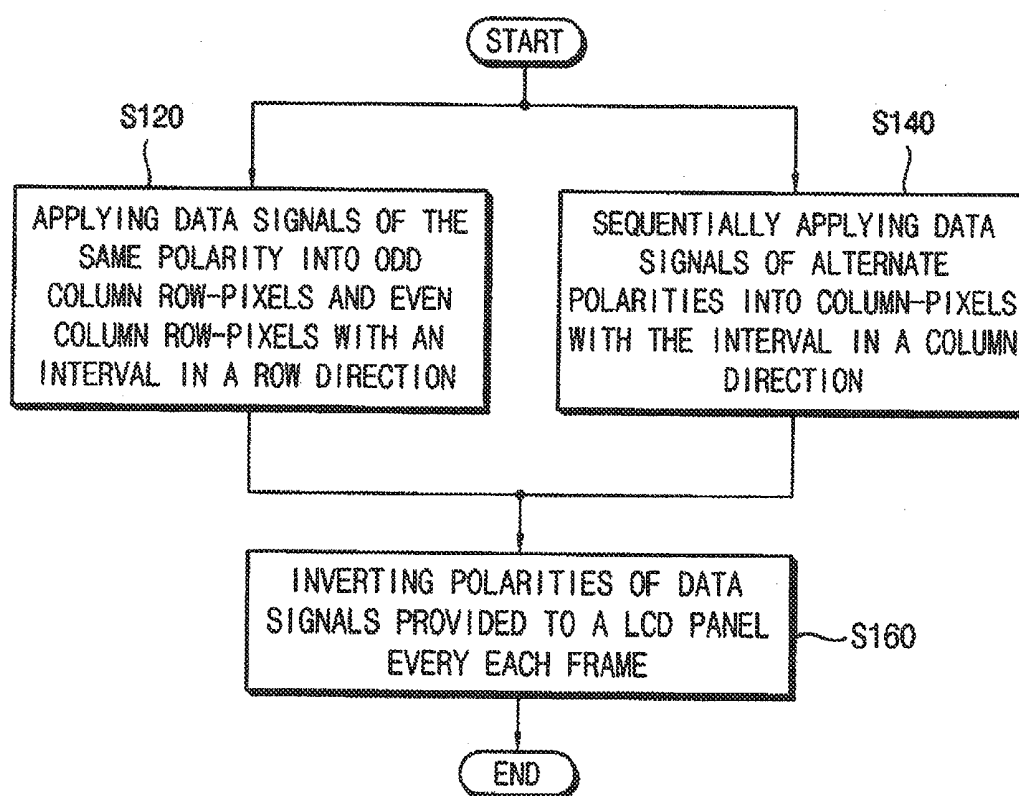 START
S120
S140
APPLYING DATA SIGNALS OF THE
SAME POLARITY INTO ODD
COLUMN ROW-PIXELS AND EVEN
COLUMN ROW-PIXELS WITH AN
INTERVAL IN A ROW DIRECTION
SEQUENTIALLY APPLYING DATA
SIGNALS OF ALTERNATE
POLARITIES INTO COLUMN-PIXELS
WITH THE INTERVAL IN A COLUMN
DIRECTION
INVERTING POLARITIES OF DATA
SIGNALS PROVIDED TO A LCD PANEL
EVERY EACH FRAME
S160
END